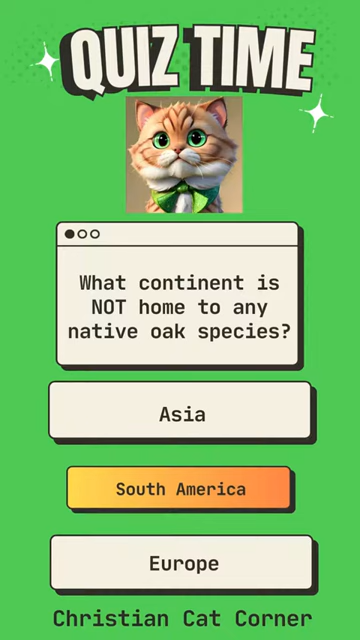 QUIZ TIME
What continent is
NOT home to any
native oak species?
Asia
South America
Europe
Christian Cat Corner